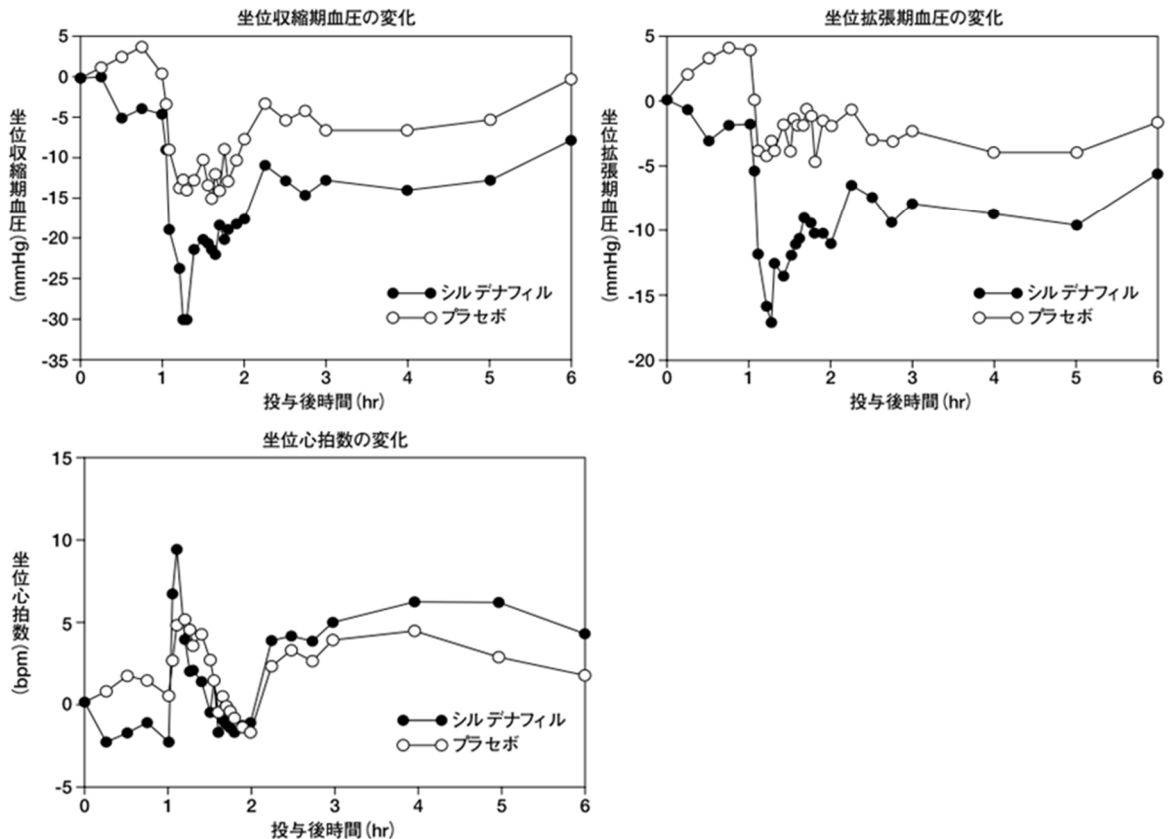 坐位収縮期血圧の変化
5
0
-5
-10
-15
-20
-25
-30
-35
坐位収縮期血圧(mmHg)
シルデナフィル
プラセボ
0 1 2 3 4 5 6
投与後時間(hr)
坐位拡張期血圧の変化
5
0
-5
-10
-15
-20
坐位拡張期血圧(mmHg)
シルデナフィル
プラセボ
0 1 2 3 4 5 6
投与後時間(hr)
坐位心拍数の変化
15
10
5
0
-5
坐位心拍数(bpm)
シルデナフィル
プラセボ
0 1 2 3 4 5 6
投与後時間(hr)